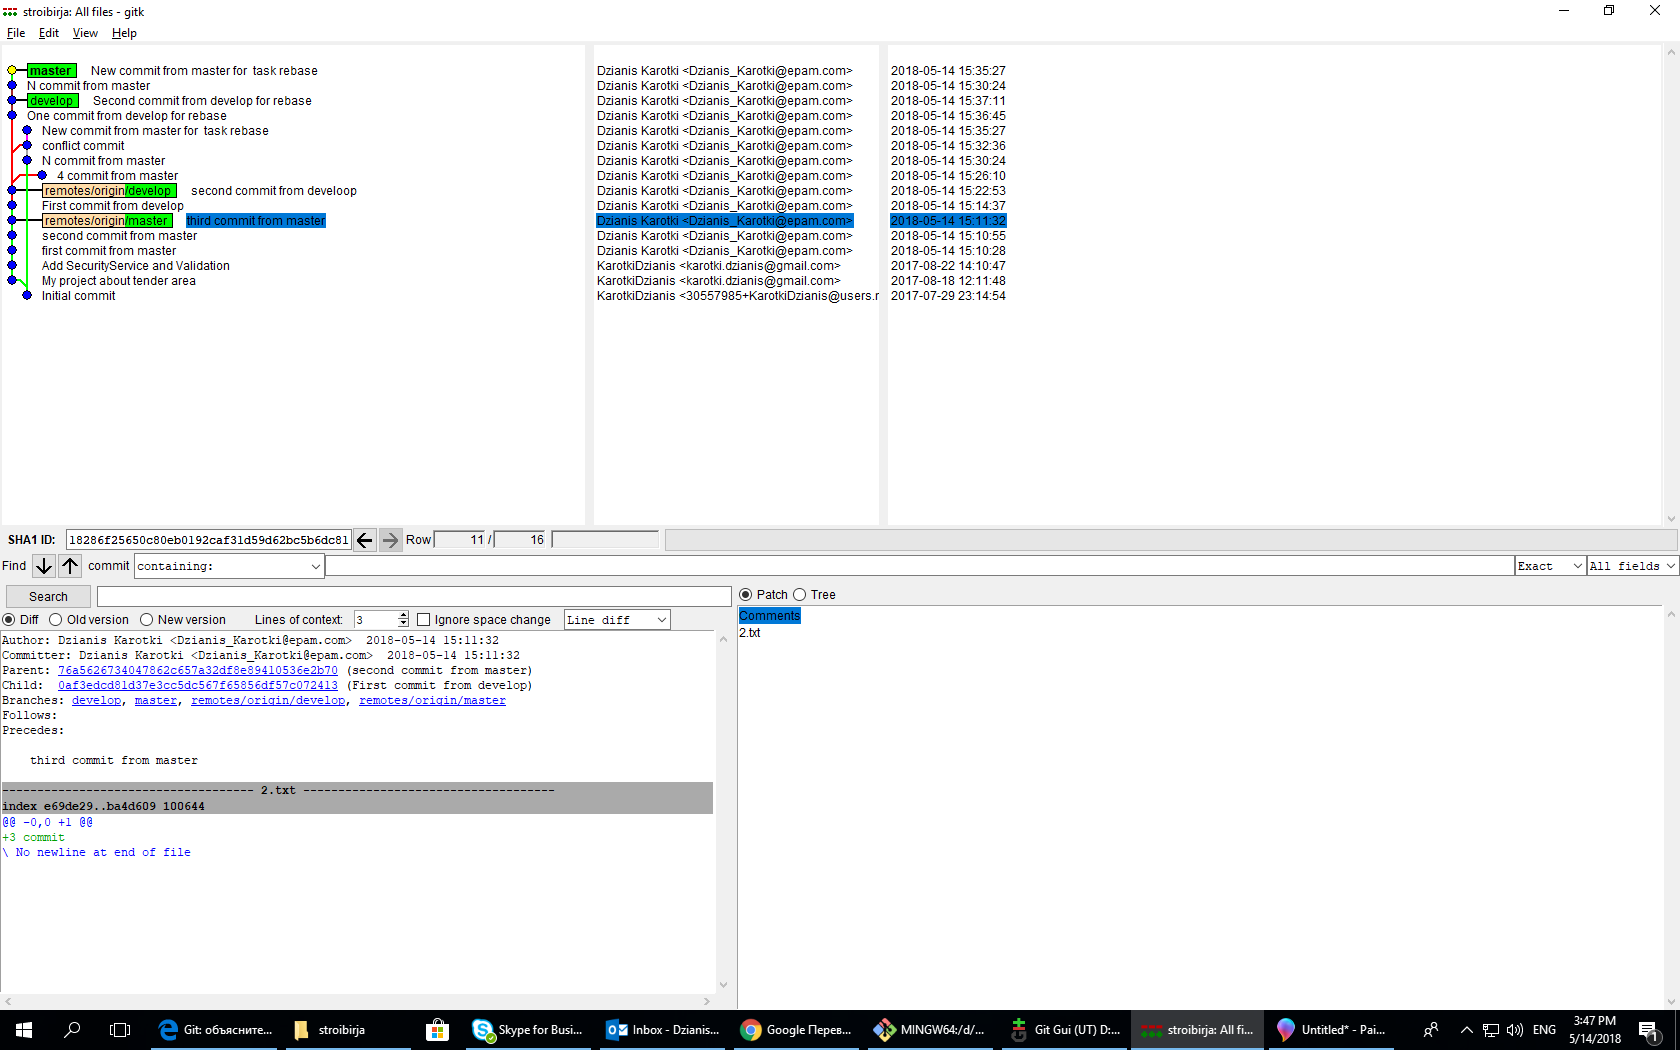 stroibirja: All files - gitk
File Edit View Help
master New commit from master for task rebase Dzianis Karotki <Dzianis_Karotki@epam.com> 2018-05-14 15:35:27
N commit from master Dzianis Karotki <Dzianis_Karotki@epam.com> 2018-05-14 15:30:24
develop Second commit from develop for rebase Dzianis Karotki <Dzianis_Karotki@epam.com> 2018-05-14 15:37:11
One commit from develop for rebase Dzianis Karotki <Dzianis_Karotki@epam.com> 2018-05-14 15:36:45
New commit from master for task rebase Dzianis Karotki <Dzianis_Karotki@epam.com> 2018-05-14 15:35:27
conflict commit Dzianis Karotki <Dzianis_Karotki@epam.com> 2018-05-14 15:32:36
N commit from master Dzianis Karotki <Dzianis_Karotki@epam.com> 2018-05-14 15:30:24
4 commit from master Dzianis Karotki <Dzianis_Karotki@epam.com> 2018-05-14 15:26:10
remotes/origin/develop second commit from ​develoop Dzianis Karotki <Dzianis_Karotki@epam.com> 2018-05-14 15:22:53
First commit from develop Dzianis Karotki <Dzianis_Karotki@epam.com> 2018-05-14 15:14:37
remotes/origin/master third commit from master Dzianis Karotki <Dzianis_Karotki@epam.com> 2018-05-14 15:11:32
second commit from master Dzianis Karotki <Dzianis_Karotki@epam.com> 2018-05-14 15:10:55
first commit from master Dzianis Karotki <Dzianis_Karotki@epam.com> 2018-05-14 15:10:28
Add SecurityService and Validation KarotkiDzianis <karotki.dzianis@gmail.com> 2017-08-22 14:10:47
My project about tender area KarotkiDzianis <karotki.dzianis@gmail.com> 2017-08-18 12:11:48
Initial commit KarotkiDzianis <30557985+KarotkiDzianis@users.r 2017-07-29 23:14:54
SHA1 ID: 18286f25650c80eb0192caf31d59d62bc5b6dc81 Row 11 / 16
Find commit containing: Exact All fields
Search Patch Tree
Diff Old version New version Lines of context: 3 Ignore space change Line diff
Comments
2.txt
Author: Dzianis Karotki <Dzianis_Karotki@epam.com> 2018-05-14 15:11:32
Committer: Dzianis Karotki <Dzianis_Karotki@epam.com> 2018-05-14 15:11:32
Parent: 76a5626734047862c657a32df8e89410536e2b70 (second commit from master)
Child: 0af3edcd81d37e3cc5dc567f65856df57c072413 (First commit from develop)
Branches: develop, master, remotes/origin/develop, remotes/origin/master
Follows:
Precedes:
third commit from master
------------------------------------ 2.txt ------------------------------------
index e69de29..ba4d609 100644
@@ -0,0 +1 @@
+3 commit
\ No newline at end of file
Git: объясните... stroibirja Skype for Busi... Inbox - Dzianis... Google Перев... MINGW64:/d/... Git Gui (UT) D:... stroibirja: All fi... Untitled* - Pai... ENG 3:47 PM
5/14/2018 1